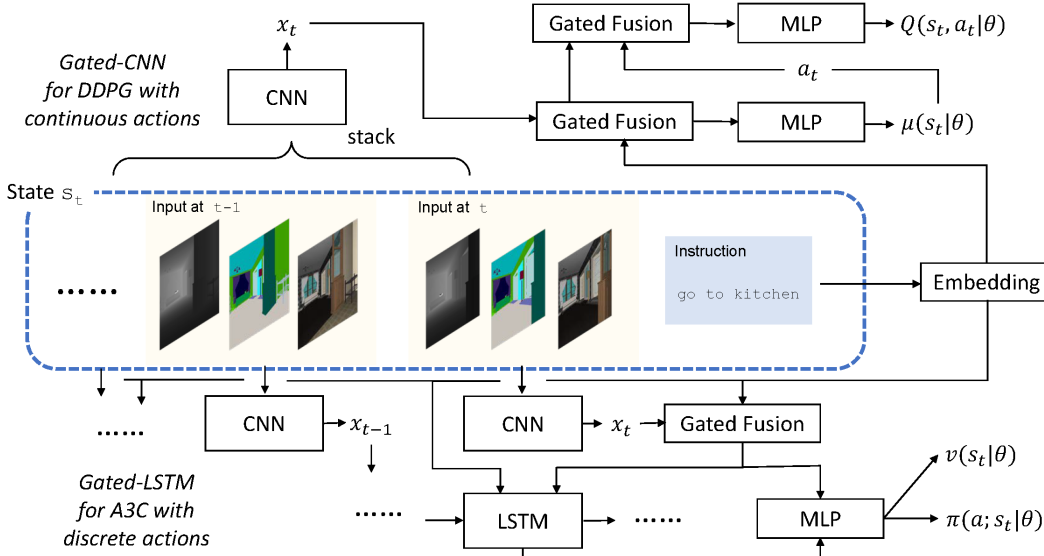 x_t
Gated Fusion
MLP
Q(s_t, a_t|θ)
Gated-CNN
for DDPG with
continuous actions
CNN
a_t
Gated Fusion
MLP
μ(s_t|θ)
stack
State s_t
Input at t-1
Input at t
Instruction
go to kitchen
......
Embedding
CNN
x_{t-1}
CNN
x_t
Gated Fusion
......
Gated-LSTM
for A3C with
discrete actions
......
LSTM
......
MLP
v(s_t|θ)
π(a; s_t|θ)